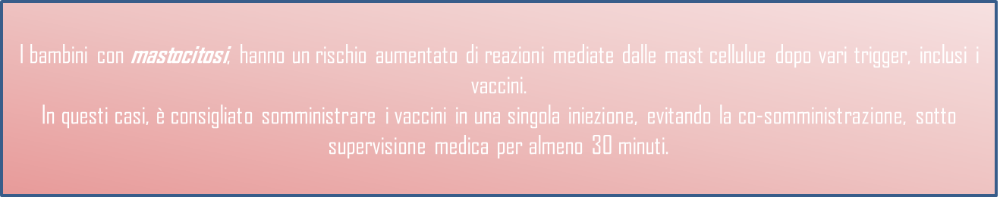 I bambini con mastocitosi, hanno un rischio aumentato di reazioni mediate dalle mast cellulue dopo vari trigger, inclusi i
vaccini.
In questi casi, è consigliato somministrare i vaccini in una singola iniezione, evitando la co-somministrazione, sotto
supervisione medica per almeno 30 minuti.